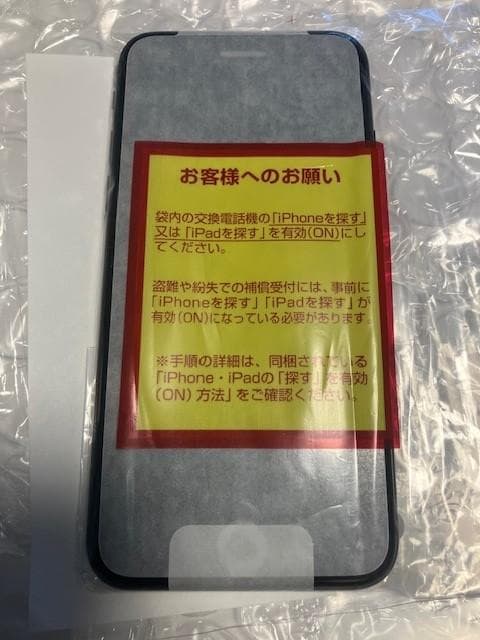 お客様へのお願い
袋内の交換電話機の「iPhoneを探す」
又は「iPadを探す」を有効(ON)にし
てください。
盗難や紛失での補償受付には、事前に
「iPhoneを探す」「iPadを探す」が
有効(ON)になっている必要があります。
※手順の詳細は、同梱されている
「iPhone・iPadの「探す」を有効
(ON)方法」をご確認ください。